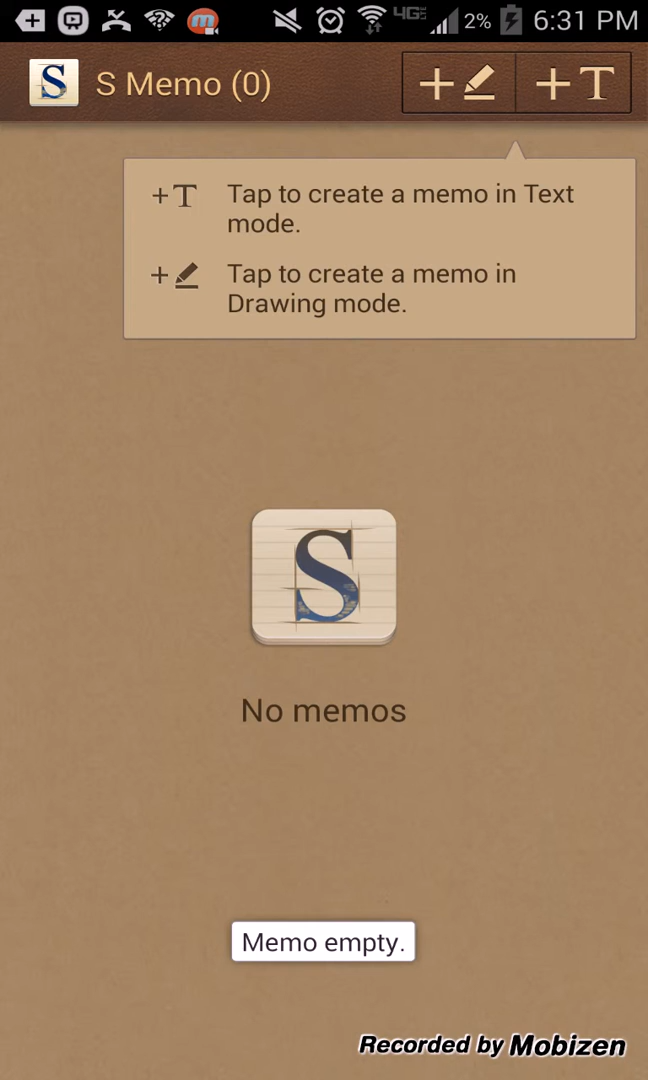 4G 2% 6:31 PM
S S Memo (0) + +T
+T Tap to create a memo in Text
mode.
+ Tap to create a memo in
Drawing mode.
S
No memos
Memo empty.
Recorded by Mobizen